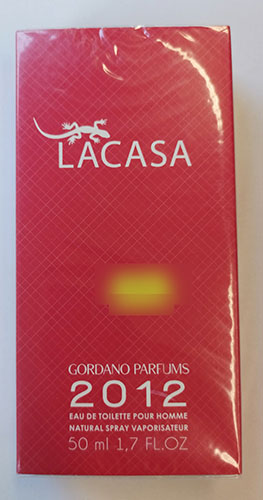 LACASA
GORDANO PARFUMS
2012
EAU DE TOILETTE POUR HOMME
NATURAL SPRAY VAPORISATEUR
50 ml 1,7 FL.OZ